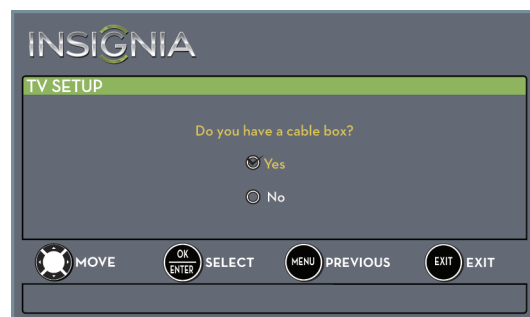 INSIGNIA
TV SETUP
Do you have a cable box?
Yes
No
MOVE OK ENTER SELECT MENU PREVIOUS EXIT EXIT